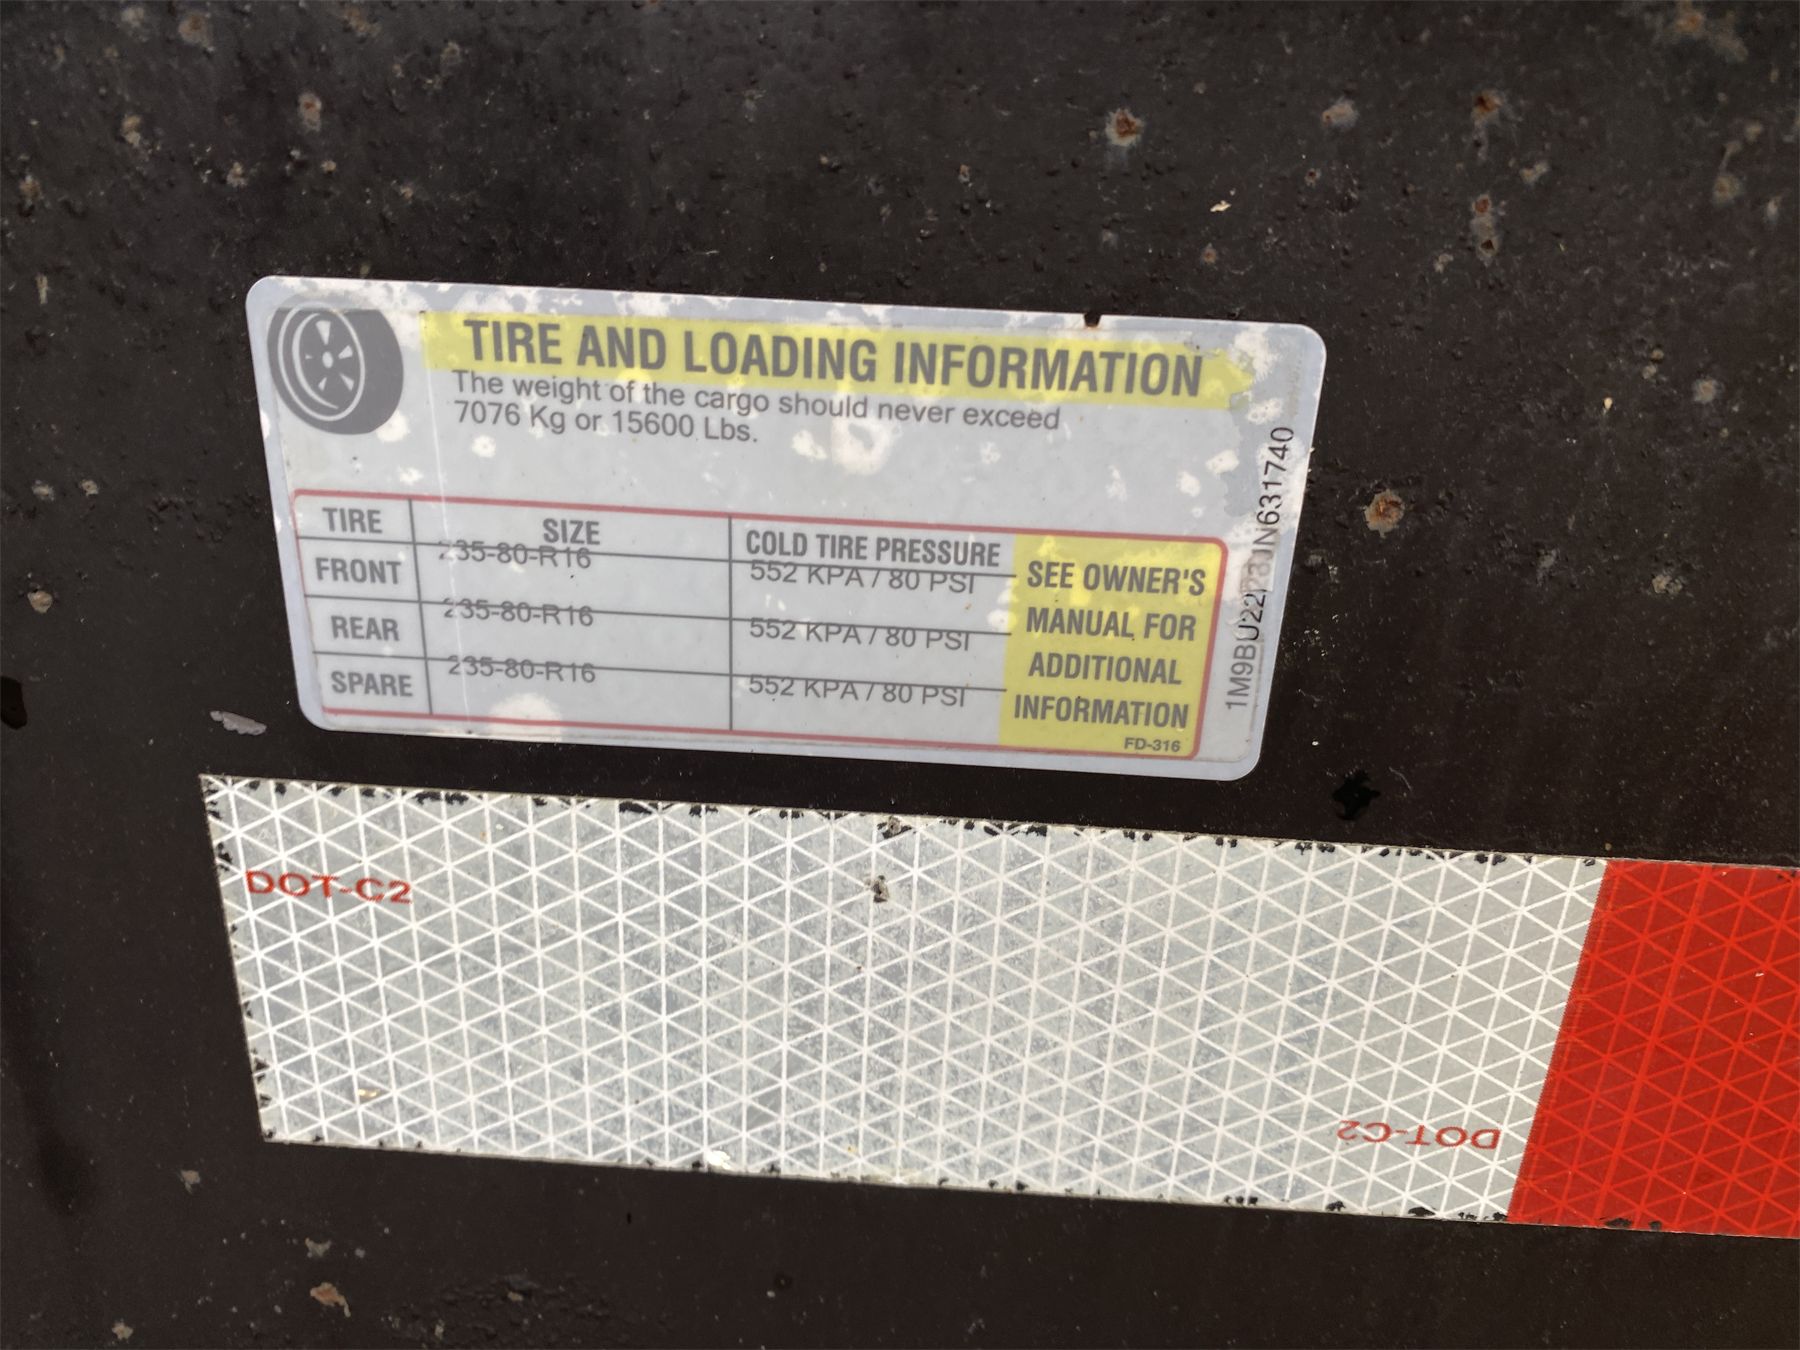 TIRE AND LOADING INFORMATION
The weight of the cargo should never exceed
7076 Kg or 15600 Lbs.
TIRE SIZE COLD TIRE PRESSURE
FRONT 235-80-R16 552 KPA / 80 PSI
REAR 235-80-R16 552 KPA / 80 PSI
SPARE 235-80-R16 552 KPA / 80 PSI
SEE OWNER'S
MANUAL FOR
ADDITIONAL
INFORMATION
FD-316
DOT-C2
DOT-C2